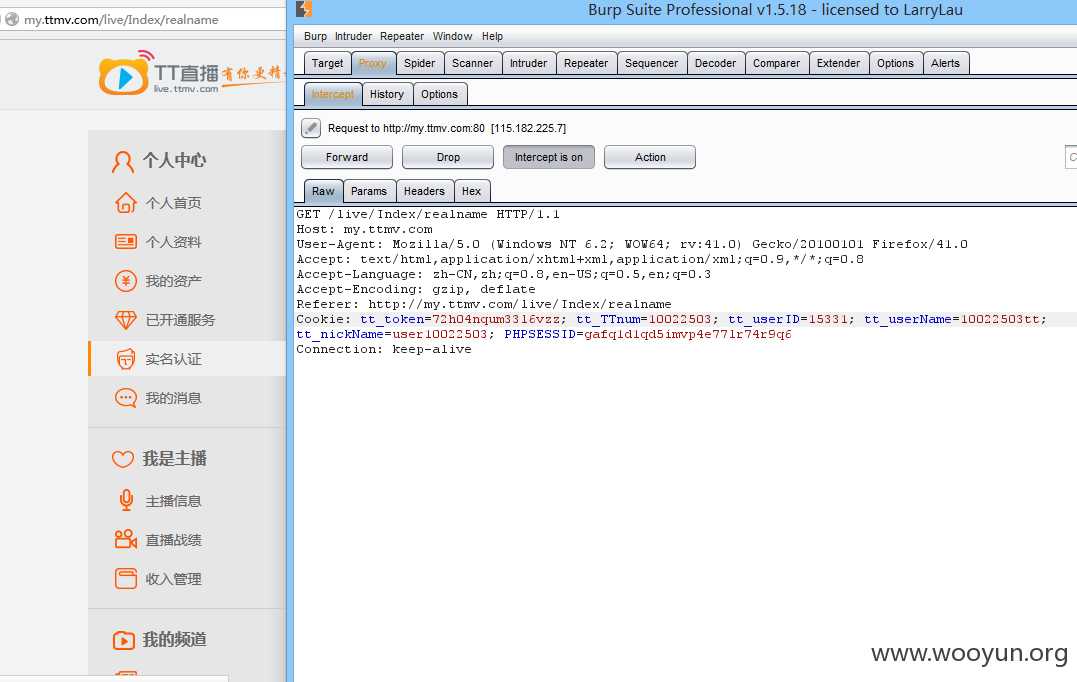 my.ttmv.com/live/Index/realname
TT直播
live.ttmv.com
个人中心
个人首页
个人资料
我的资产
已开通服务
实名认证
我的消息
我是主播
主播信息
直播战绩
收入管理
我的频道
Burp Suite Professional v1.5.18 - licensed to LarryLau
Burp Intruder Repeater Window Help
Target Proxy Spider Scanner Intruder Repeater Sequencer Decoder Comparer Extender Options Alerts
Intercept History Options
Request to http://my.ttmv.com:80 [115.182.225.7]
Forward Drop Intercept is on Action
Raw Params Headers Hex
GET /live/Index/realname HTTP/1.1
Host: my.ttmv.com
User-Agent: Mozilla/5.0 (Windows NT 6.2; WOW64; rv:41.0) Gecko/20100101 Firefox/41.0
Accept: text/html,application/xhtml+xml,application/xml;q=0.9,*/*;q=0.8
Accept-Language: zh-CN,zh;q=0.8,en-US;q=0.5,en;q=0.3
Accept-Encoding: gzip, deflate
Referer: http://my.ttmv.com/live/Index/realname
Cookie: tt_token=72h04nqum3316vzz; tt_TTnum=10022503; tt_userID=15331; tt_userName=10022503tt;
tt_nickName=user10022503; PHPSESSID=gafq1d1qd5imvp4e771r74r9q6
Connection: keep-alive
www.wooyun.org